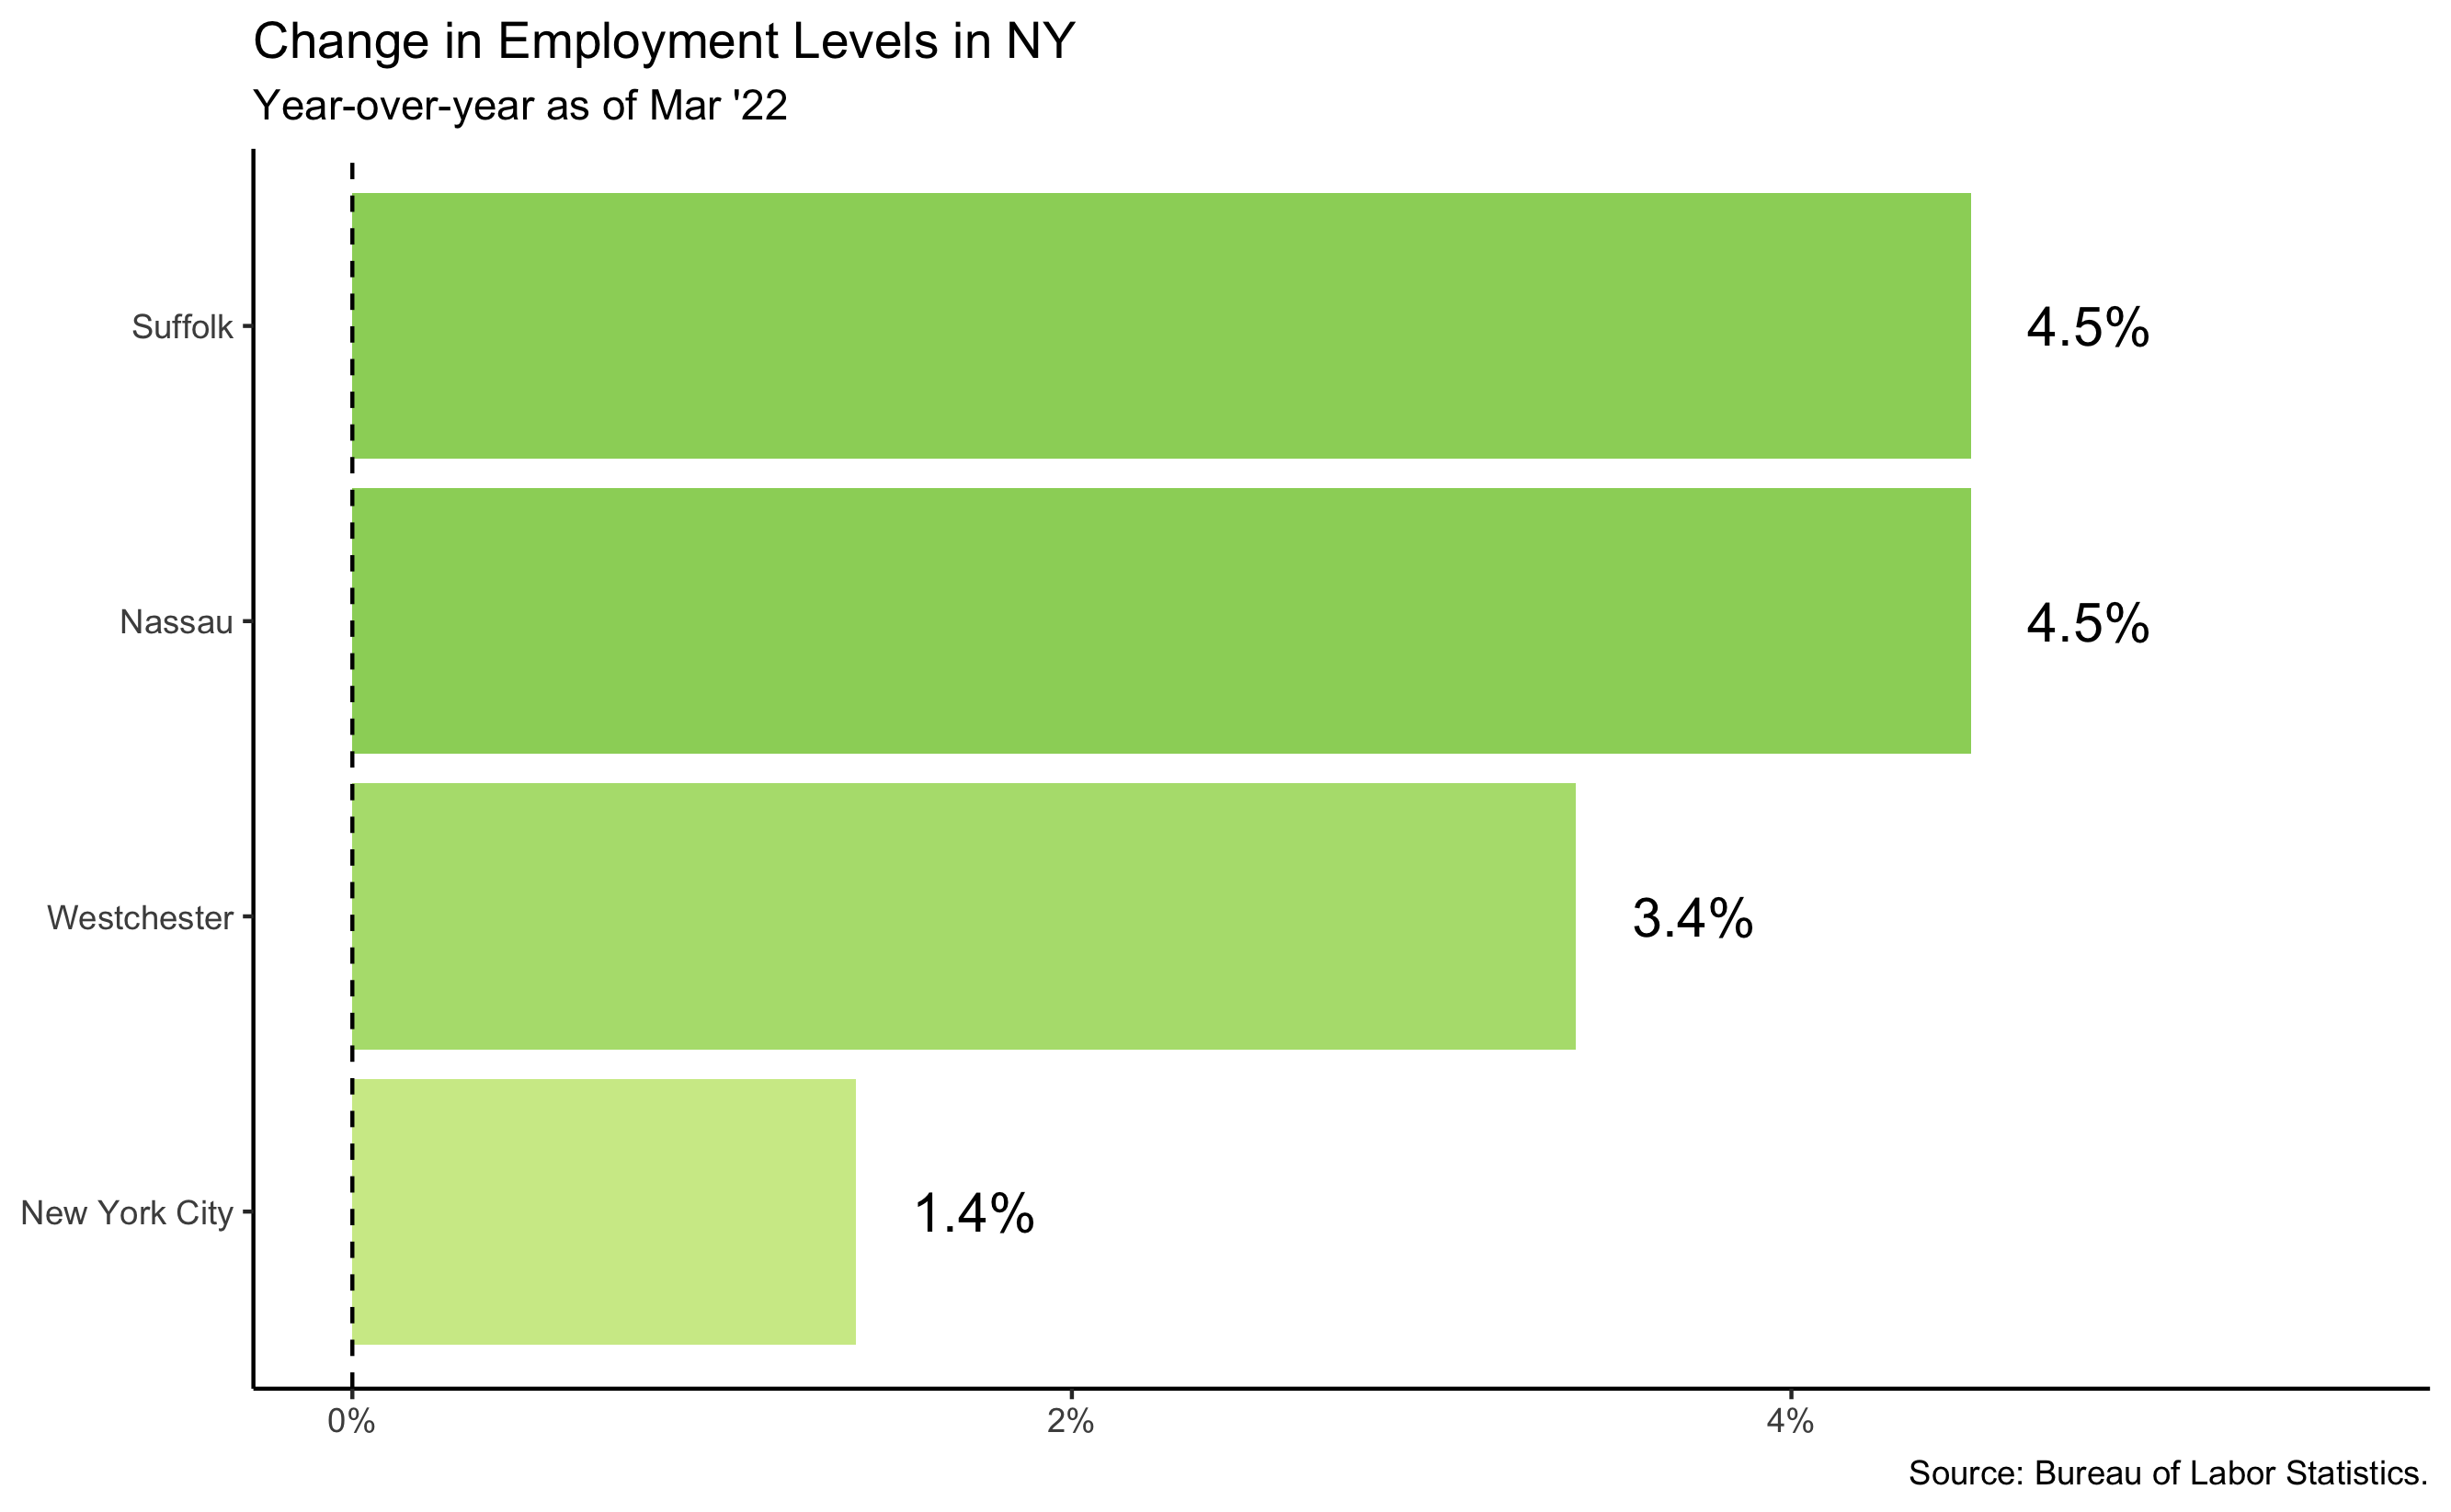 Change in Employment Levels in NY
Year-over-year as of Mar '22
Suffolk
4.5%
Nassau
4.5%
Westchester
3.4%
New York City
1.4%
0%
2%
4%
Source: Bureau of Labor Statistics.